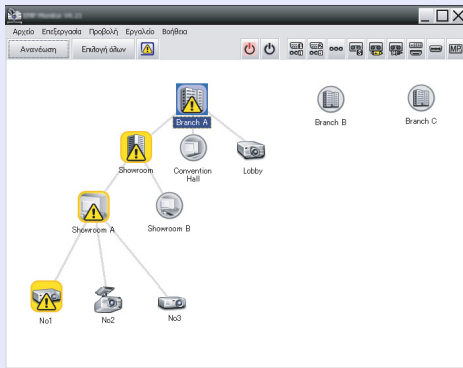 Αρχείο Επεξεργασία Προβολή Εργαλείο Βοήθεια
Ανανέωση Επιλογή όλων
MPJ
Branch A
Branch B
Branch C
Showroom
Convention
Hall
Lobby
Showroom A
Showroom B
No1
No2
No3